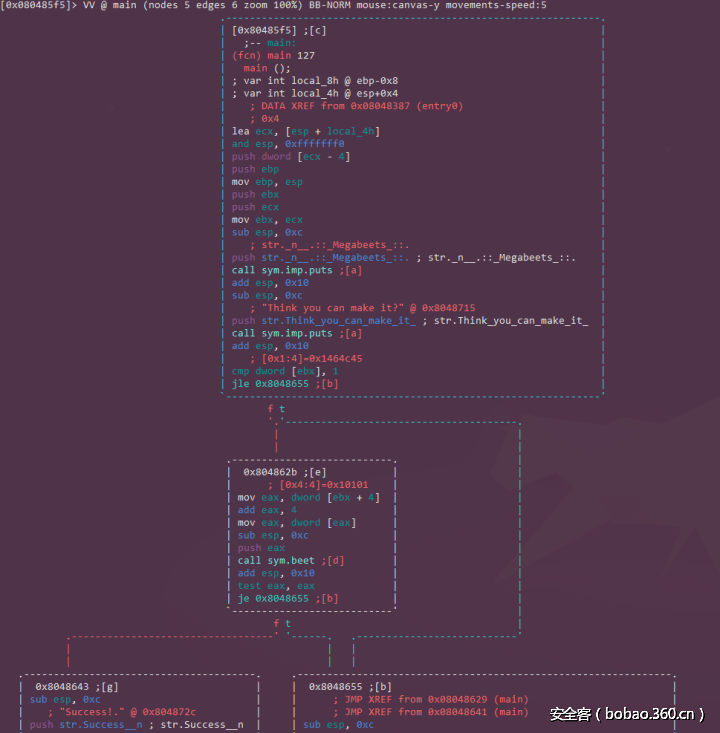 [0x080485f5]> VV @ main (nodes 5 edges 6 zoom 100%) BB-NORM mouse:canvas-y movements-speed:5
[0x80485f5] ;[c]
;-- main:
(fcn) main 127
main ();
; var int local_8h @ ebp-0x8
; var int local_4h @ esp+0x4
; DATA XREF from 0x08048387 (entry0)
; 0x4
lea ecx, [esp + local_4h]
and esp, 0xfffffff0
push dword [ecx - 4]
push ebp
mov ebp, esp
push ebx
push ecx
mov ebx, ecx
sub esp, 0xc
; str._n__.::_Megabeets_::.
push str._n__.::_Megabeets_::. ; str._n__.::_Megabeets_::.
call sym.imp.puts ;[a]
add esp, 0x10
sub esp, 0xc
; "Think you can make it?" @ 0x8048715
push str.Think_you_can_make_it_ ; str.Think_you_can_make_it_
call sym.imp.puts ;[a]
add esp, 0x10
; [0x1:4]=0x1464c45
cmp dword [ebx], 1
jle 0x8048655 ;[b]
f t
0x804862b ;[e]
; [0x4:4]=0x10101
mov eax, dword [ebx + 4]
add eax, 4
mov eax, dword [eax]
sub esp, 0xc
push eax
call sym.beet ;[d]
add esp, 0x10
test eax, eax
je 0x8048655 ;[b]
f t
0x8048643 ;[g]
sub esp, 0xc
; "Success!." @ 0x804872c
push str.Success__n ; str.Success__n
0x8048655 ;[b]
; JMP XREF from 0x08048629 (main)
; JMP XREF from 0x08048641 (main)
sub esp, 0xc
安全客（bobao.360.cn）